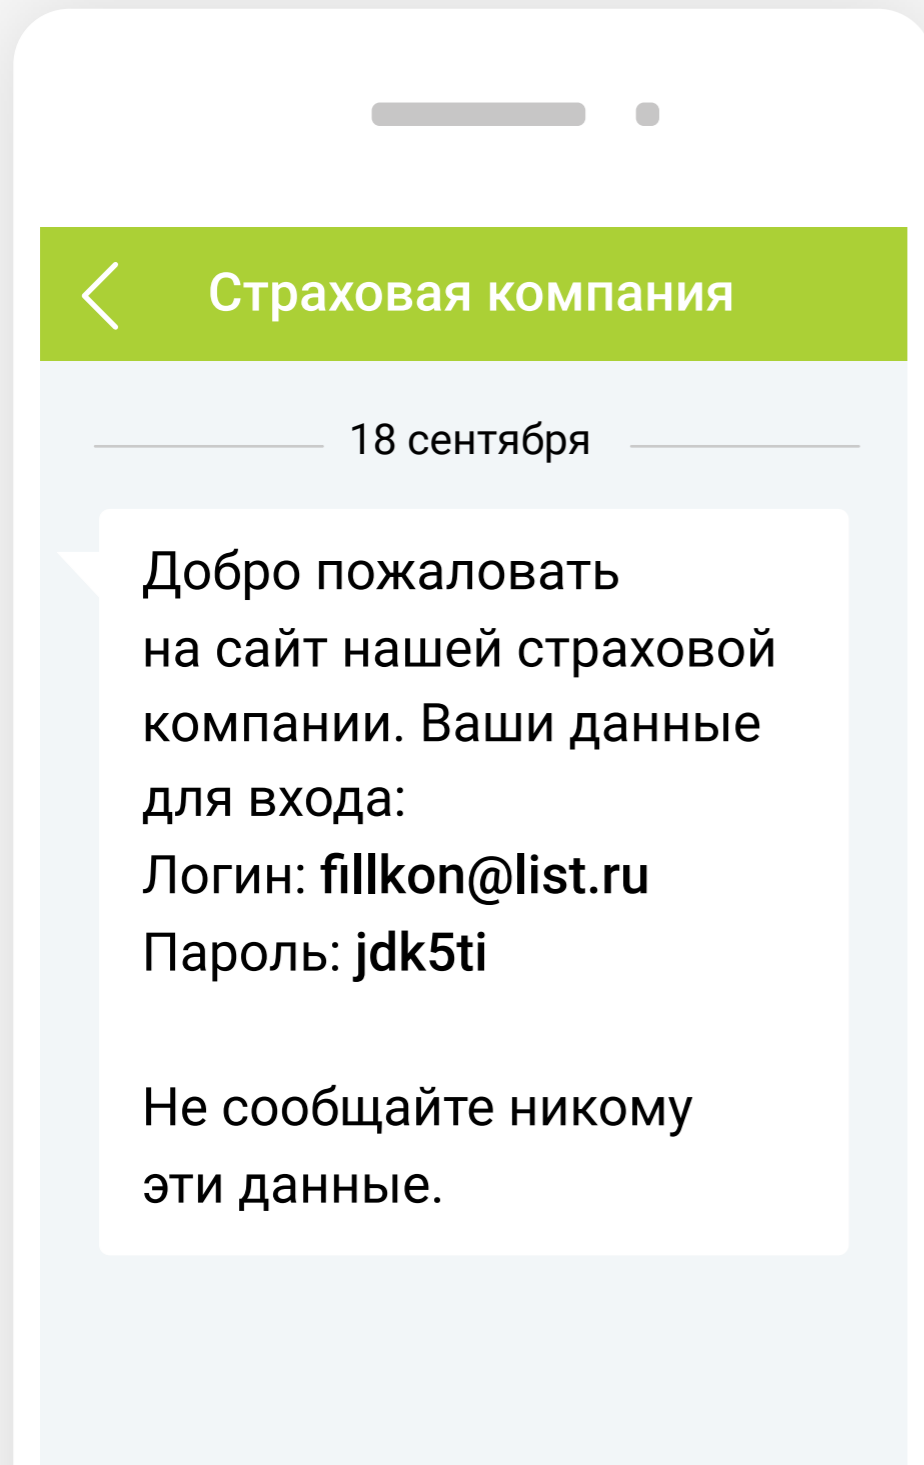 Страховая компания
18 сентября
Добро пожаловать
на сайт нашей страховой
компании. Ваши данные
для входа:
Логин: fillkon@list.ru
Пароль: jdk5ti
Не сообщайте никому
эти данные.